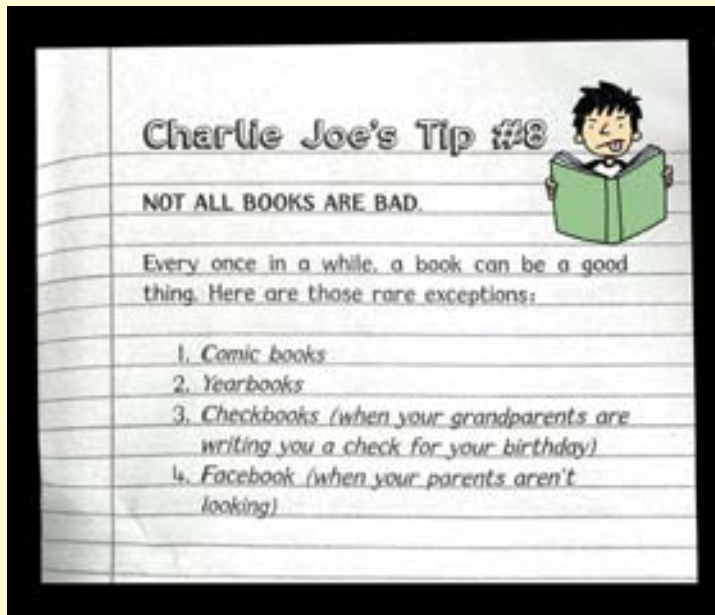 Charlie Joe's Tip #8
NOT ALL BOOKS ARE BAD.
Every once in a while, a book can be a good
thing. Here are those rare exceptions:
1. Comic books
2. Yearbooks
3. Checkbooks (when your grandparents are
writing you a check for your birthday)
4. Facebook (when your parents aren't
looking)